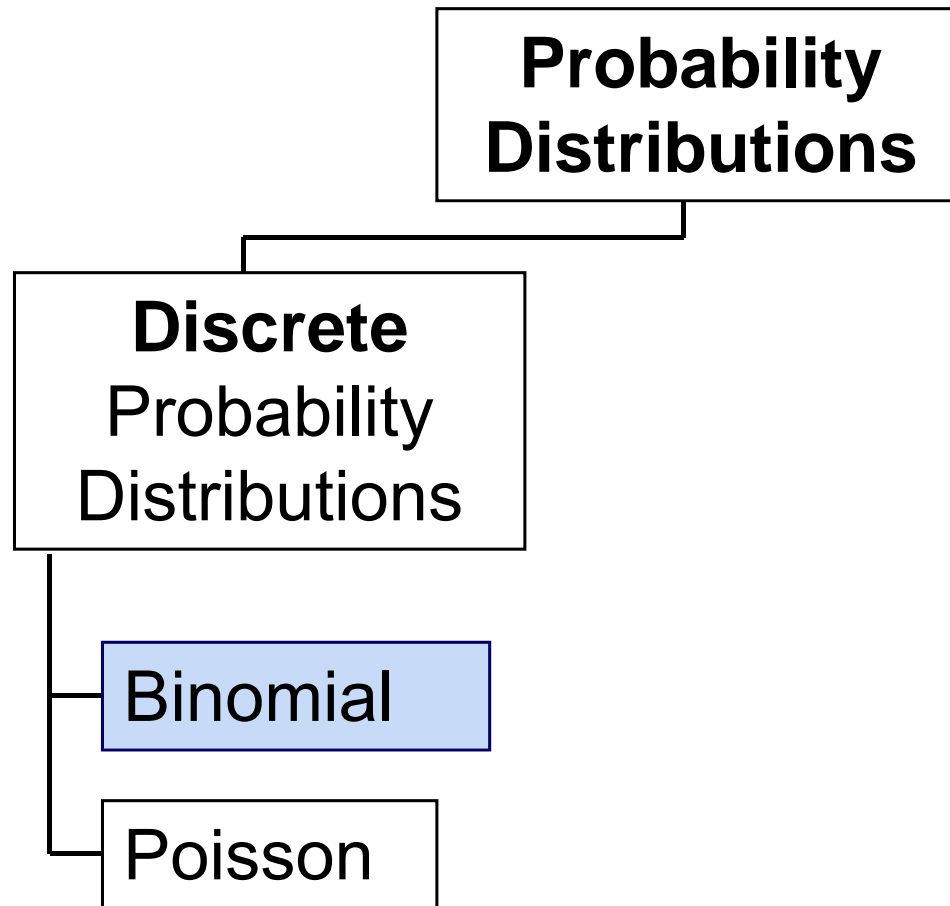 Probability
Distributions
Discrete
Probability
Distributions
Binomial
Poisson